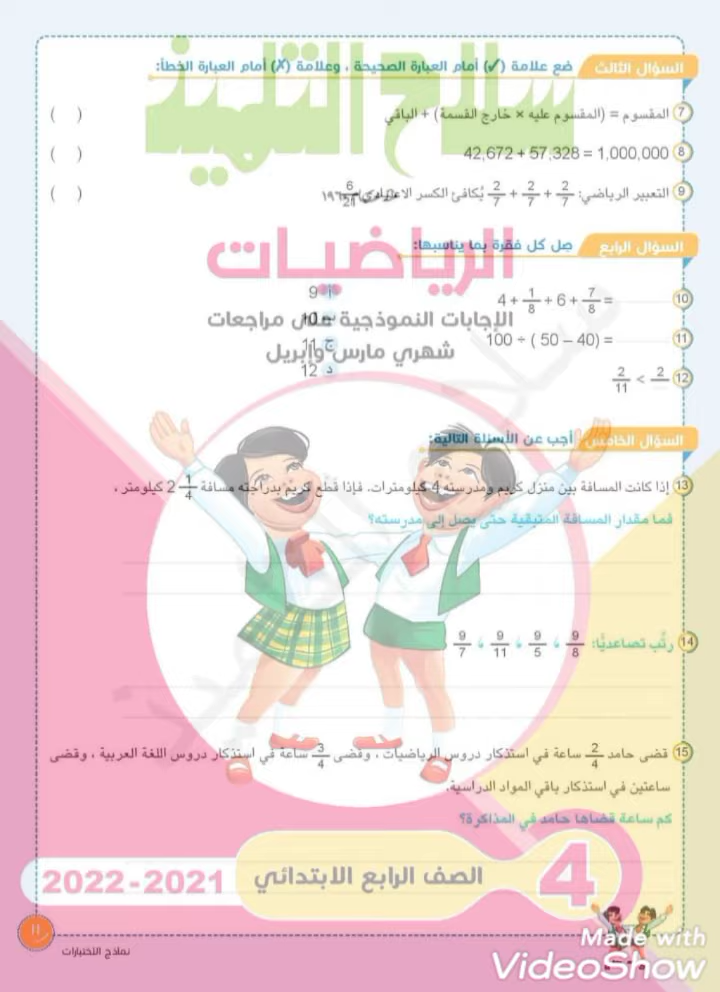 السؤال الثالث ضع علامة (✓) أمام العبارة الصحيحة ، وعلامة (✗) أمام العبارة الخطأ:
7 المقسوم = (المقسوم عليه × خارج القسمة) + الباقي ( )
8 42,672 + 57,328 = 1,000,000 ( )
9 التعبير الرياضي: 2/7 + 2/7 + 2/7 يُكافئ الكسر الاعتيادي 6/21 ( )
سلاح التلميذ
السؤال الرابع صِل كل فقرة بما يناسبها:
الرياضيات
10 4 + 1/8 + 6 + 7/8 = أ 9
الإجابات النموذجية مراجعات
11 100 ÷ ( 50 – 40) = ج 11
شهري مارس وإبريل
12 2/11 < 2/ د 12
السؤال الخامس أجب عن الأسئلة التالية:
13 إذا كانت المسافة بين منزل كريم ومدرسته 4 كيلومترات. فإذا قطع كريم بدراجته مسافة 2 1/4 كيلومتر ،
فما مقدار المسافة المتبقية حتى يصل إلى مدرسته؟
14 رتِّب تصاعديًّا: 9/8 ، 9/5 ، 9/11 ، 9/7
15 قضى حامد 2/4 ساعة في استذكار دروس الرياضيات ، وقضى 3/4 ساعة في استذكار دروس اللغة العربية ، وقضى
ساعتين في استذكار باقي المواد الدراسية.
كم ساعة قضاها حامد في المذاكرة؟
4 الصف الرابع الابتدائي 2021-2022
١١
نماذج اختبارات
Made with
VideoShow